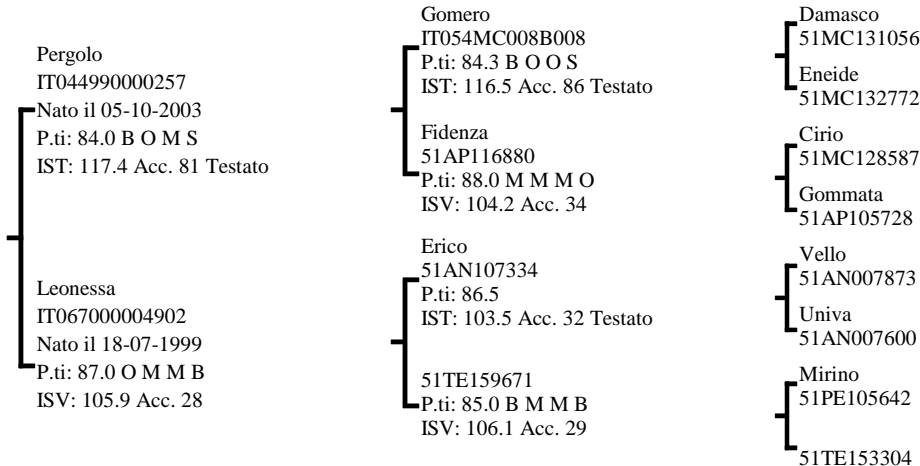 Pergolo
IT044990000257
Nato il 05-10-2003
P.ti: 84.0 B O M S
IST: 117.4 Acc. 81 Testato
Leonessa
IT067000004902
Nato il 18-07-1999
P.ti: 87.0 O M M B
ISV: 105.9 Acc. 28
Gomero
IT054MC008B008
P.ti: 84.3 B O O S
IST: 116.5 Acc. 86 Testato
Fidenza
51AP116880
P.ti: 88.0 M M M O
ISV: 104.2 Acc. 34
Erico
51AN107334
P.ti: 86.5
IST: 103.5 Acc. 32 Testato
51TE159671
P.ti: 85.0 B M M B
ISV: 106.1 Acc. 29
Damasco
51MC131056
Eneide
51MC132772
Cirio
51MC128587
Gommata
51AP105728
Vello
51AN007873
Univa
51AN007600
Mirino
51PE105642
51TE153304